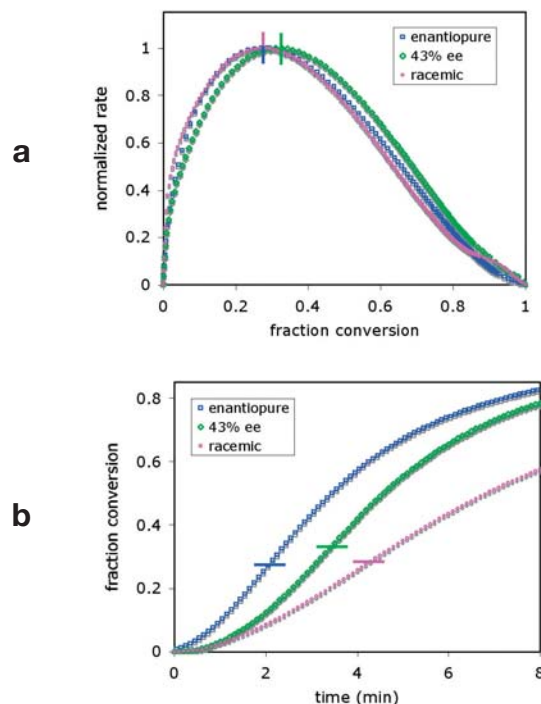 a
normalized rate
1
0.8
0.6
0.4
0.2
0
0
0.2
0.4
0.6
0.8
1
fraction conversion
enantiopure
43% ee
racemic
b
fraction conversion
0.8
0.6
0.4
0.2
0
0
2
4
6
8
time (min)
enantiopure
43% ee
racemic